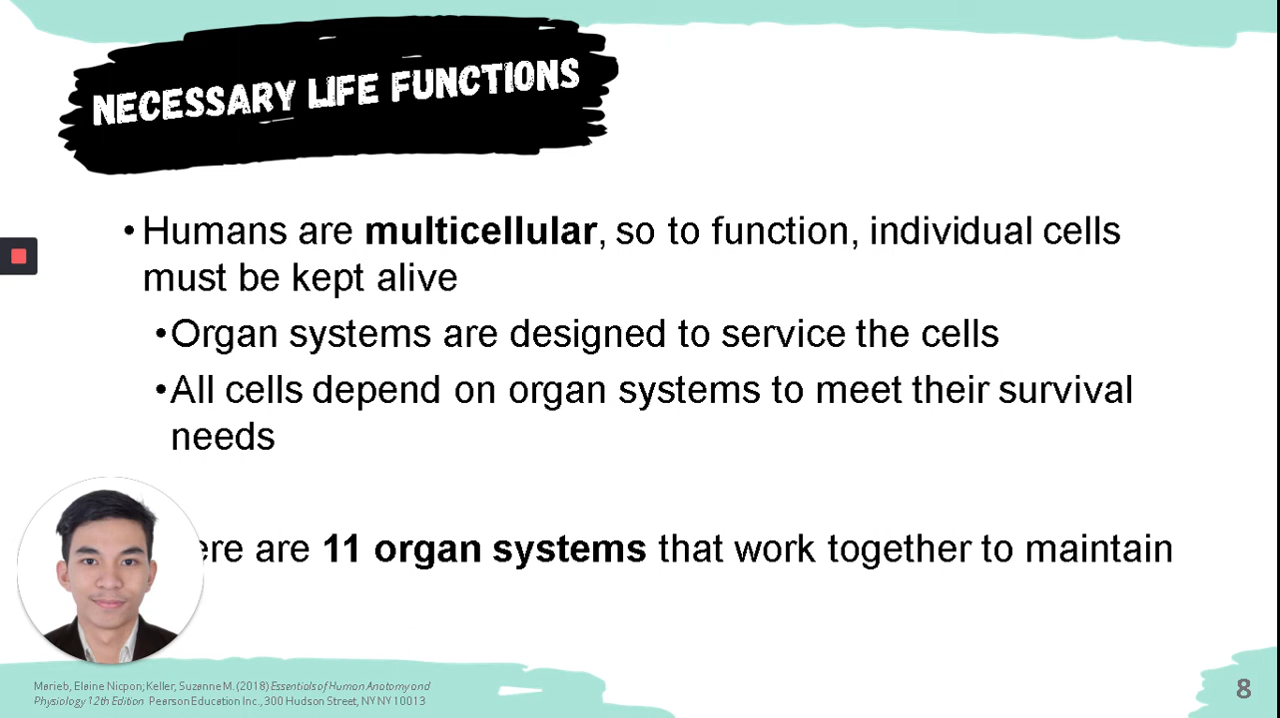 NECESSARY LIFE FUNCTIONS
• Humans are multicellular, so to function, individual cells
must be kept alive
• Organ systems are designed to service the cells
• All cells depend on organ systems to meet their survival
needs
are 11 organ systems that work together to maintain
Marieb, Elaine Nicpon; Keller, Suzanne M. (2018) Essentials of Human Anatomy and
Physiology 12th Edition Pearson Education Inc., 300 Hudson Street, NY NY 10013
8